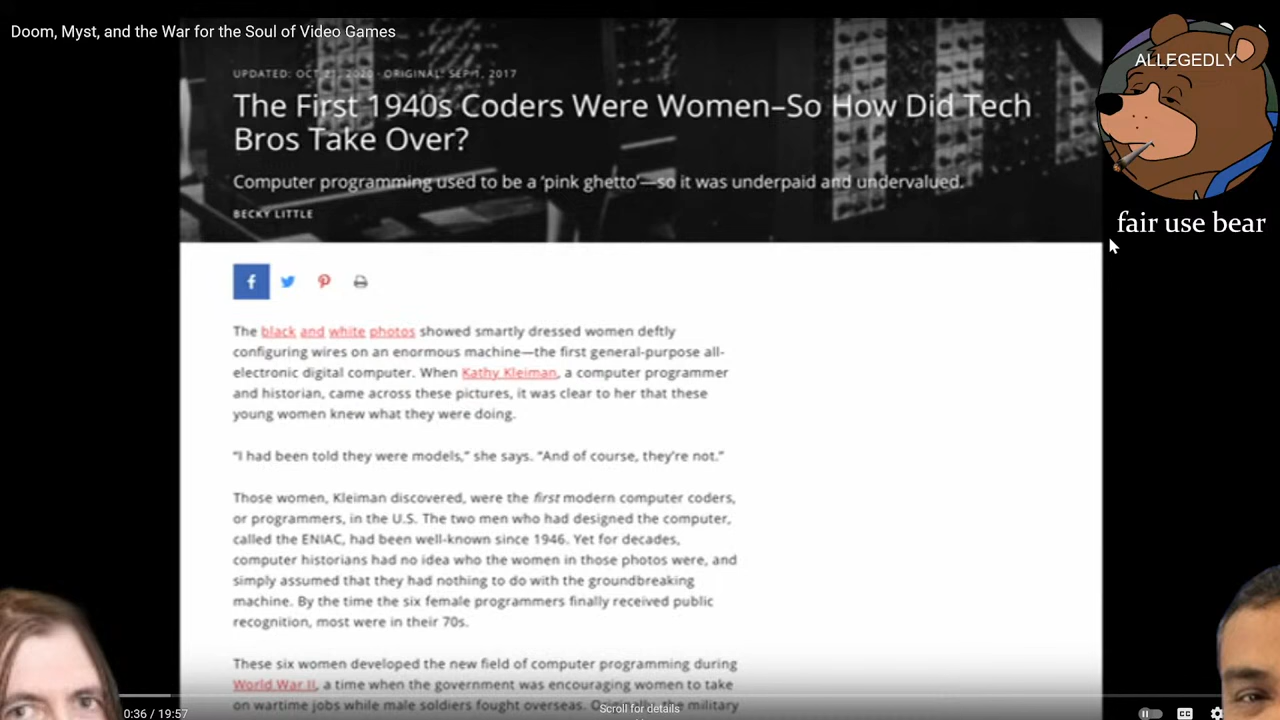 Doom, Myst, and the War for the Soul of Video Games
ALLEGEDLY
fair use bear
UPDATED: OCT 21, 2020 · ORIGINAL: SEP 1, 2017
The First 1940s Coders Were Women–So How Did Tech
Bros Take Over?
Computer programming used to be a ‘pink ghetto’—so it was underpaid and undervalued.
BECKY LITTLE
The black and white photos showed smartly dressed women deftly
configuring wires on an enormous machine—the first general-purpose all-
electronic digital computer. When Kathy Kleiman, a computer programmer
and historian, came across these pictures, it was clear to her that these
young women knew what they were doing.
“I had been told they were models,” she says. “And of course, they’re not.”
Those women, Kleiman discovered, were the first modern computer coders,
or programmers, in the U.S. The two men who had designed the computer,
called the ENIAC, had been well-known since 1946. Yet for decades,
computer historians had no idea who the women in those photos were, and
simply assumed that they had nothing to do with the groundbreaking
machine. By the time the six female programmers finally received public
recognition, most were in their 70s.
These six women developed the new field of computer programming during
World War II, a time when the government was encouraging women to take
on wartime jobs while male soldiers fought overseas. military
0:36 / 19:57
Scroll for details
CC